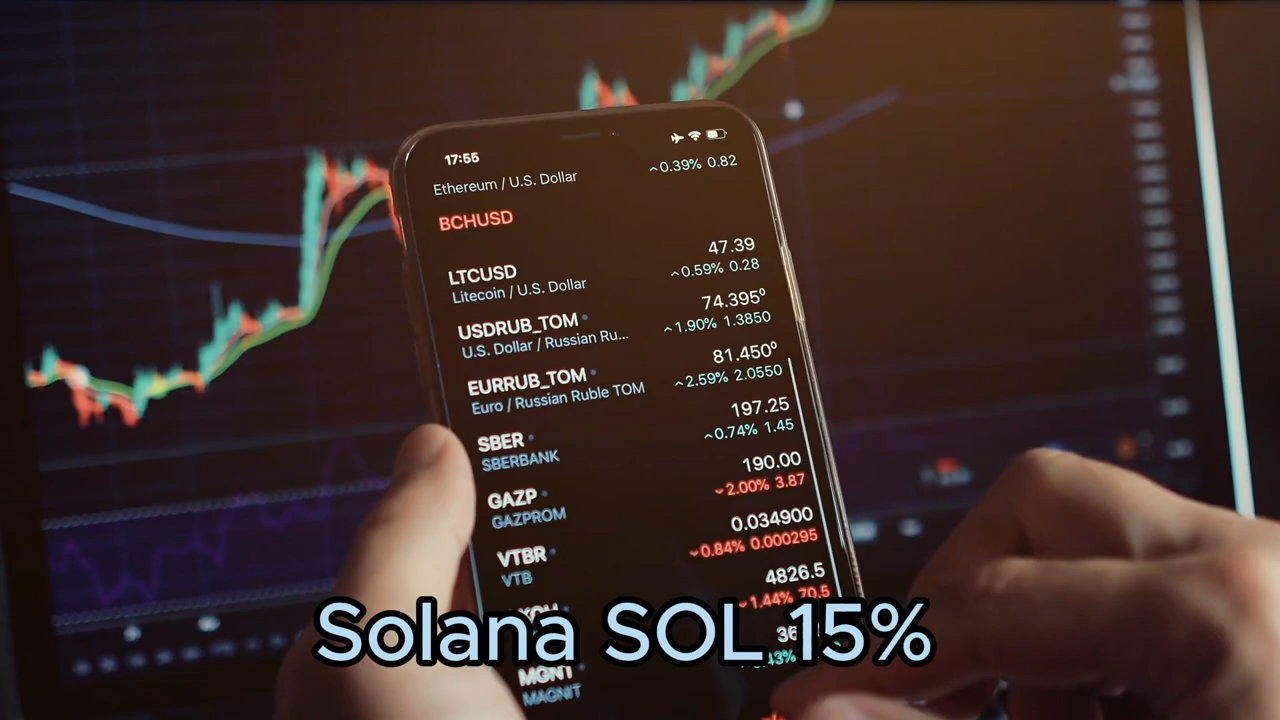 17:55
Ethereum / U.S. Dollar
^0.39% 0.82
BCHUSD
47.39
LTCUSD
^0.59% 0.28
Litecoin / U.S. Dollar
74.395⁰
USDRUB_TOM
^1.90% 1.3850
U.S. Dollar / Russian Ru...
81.450⁰
EURRUB_TOM
^2.59% 2.0550
Euro / Russian Ruble TOM
197.25
SBER
^0.74% 1.45
SBERBANK
190.00
GAZP
2.00% 3.87
GAZPROM
0.034900
VTBR
0.84% 0.000295
VTB
4826.5
1.44% 70.5
Solana SOL 15%
MGNT
MAGNIT